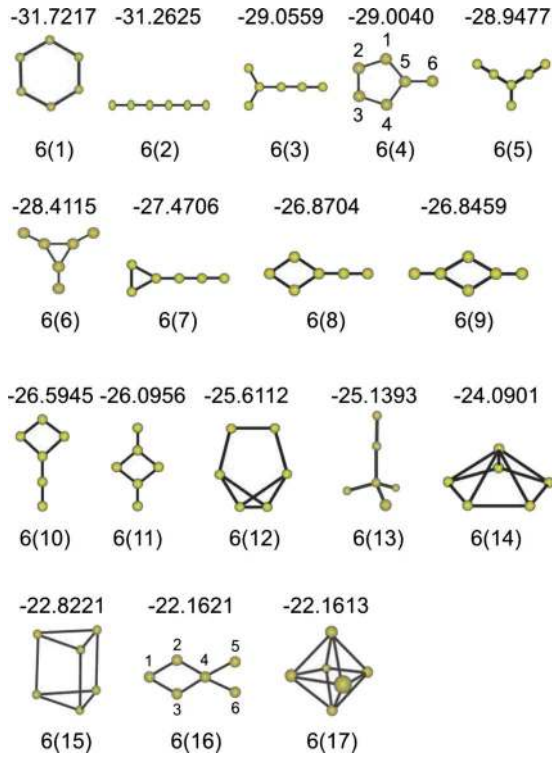 -31.7217 -31.2625 -29.0559 -29.0040 -28.9477
1
2 5 6
3 4
6(1) 6(2) 6(3) 6(4) 6(5)
-28.4115 -27.4706 -26.8704 -26.8459
6(6) 6(7) 6(8) 6(9)
-26.5945 -26.0956 -25.6112 -25.1393 -24.0901
6(10) 6(11) 6(12) 6(13) 6(14)
-22.8221 -22.1621 -22.1613
2 5
1 4
3 6
6(15) 6(16) 6(17)